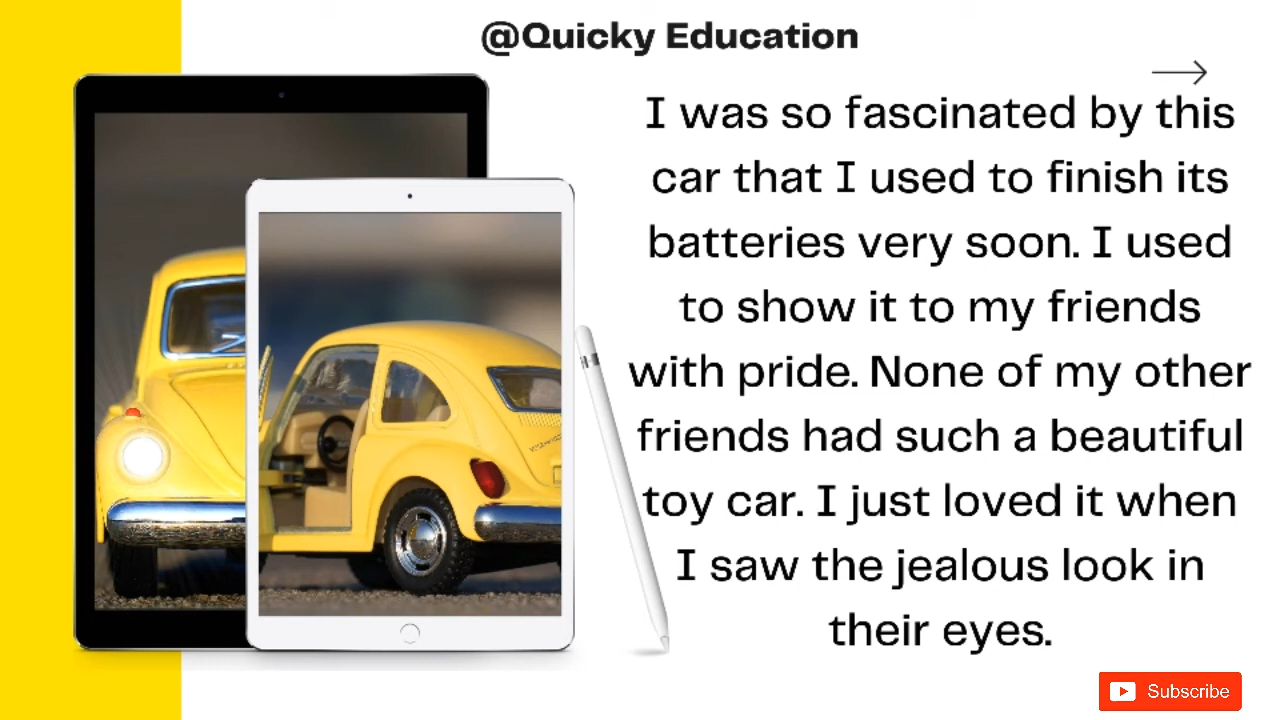 @Quicky Education
I was so fascinated by this
car that I used to finish its
batteries very soon. I used
to show it to my friends
with pride. None of my other
friends had such a beautiful
toy car. I just loved it when
I saw the jealous look in
their eyes.
Subscribe